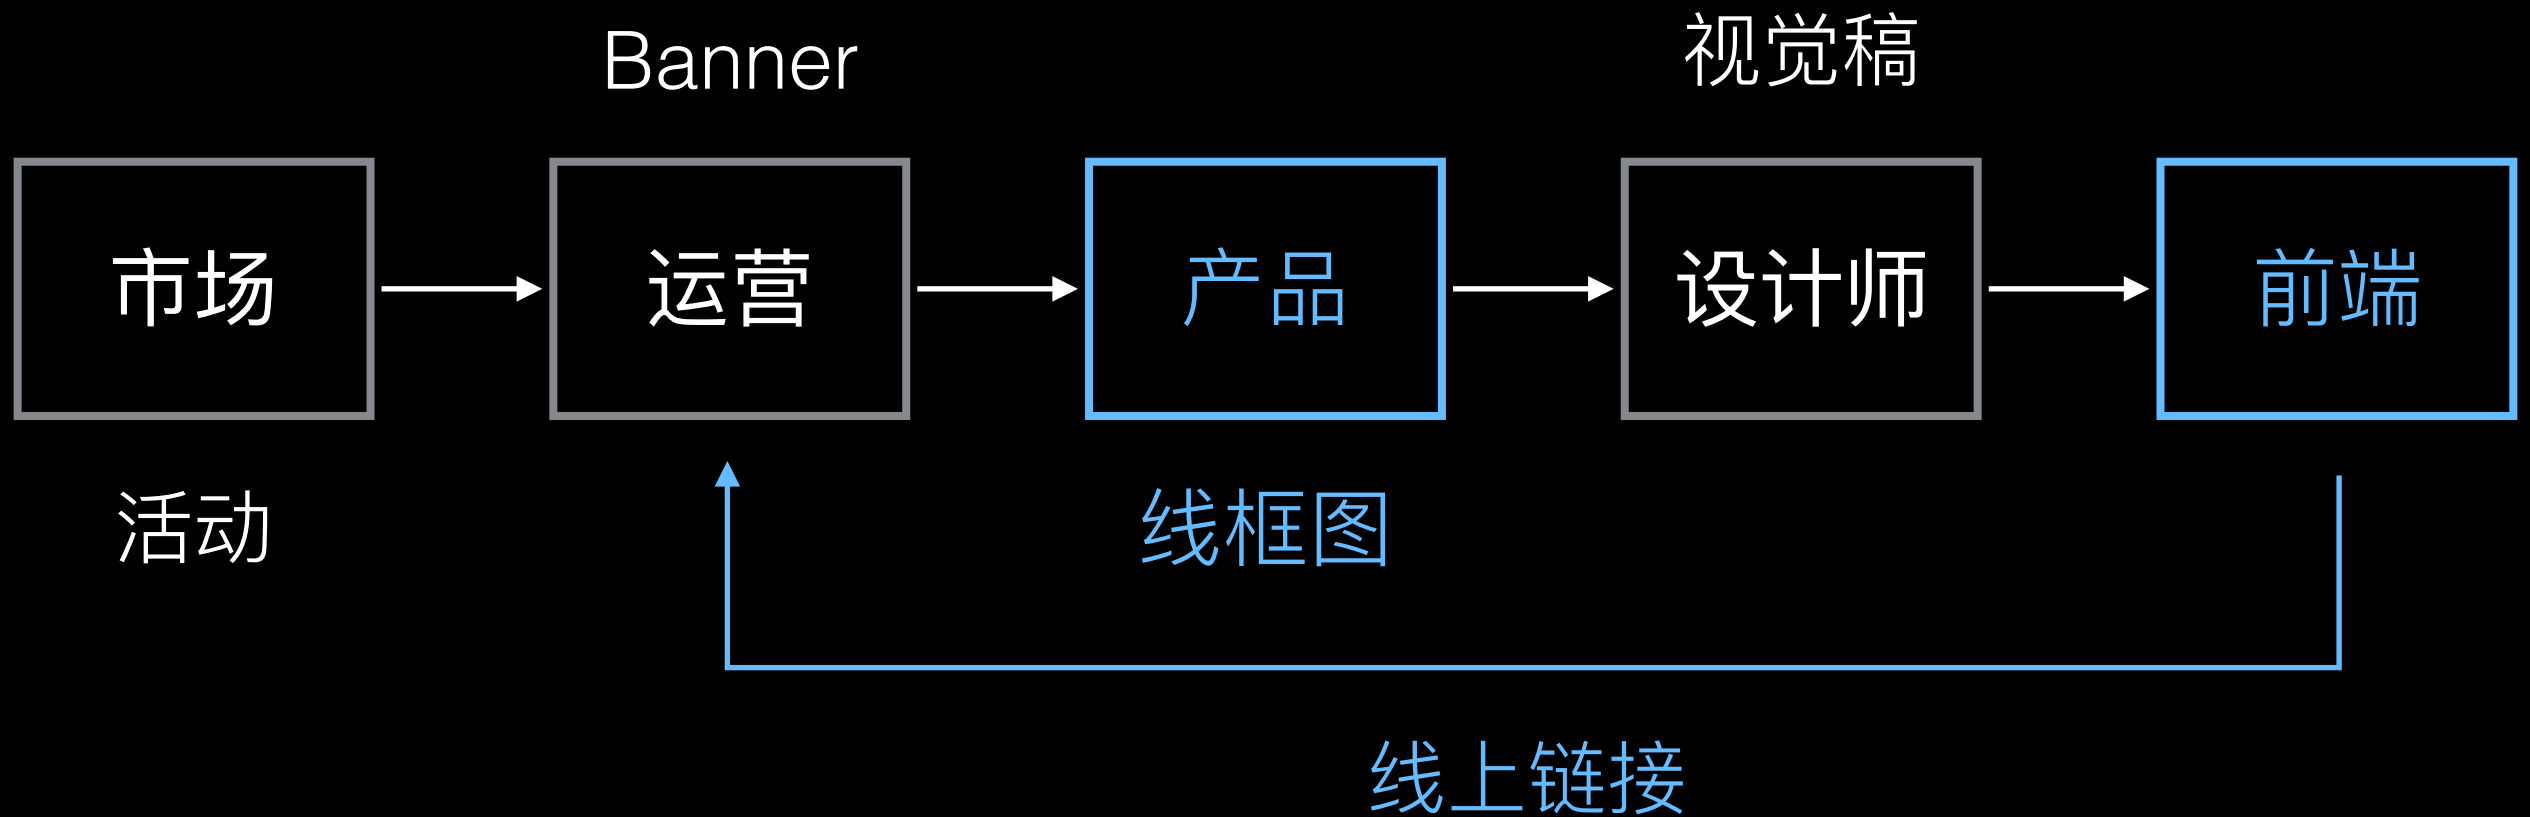 Banner
视觉稿
市场
运营
产品
设计师
前端
活动
线框图
线上链接